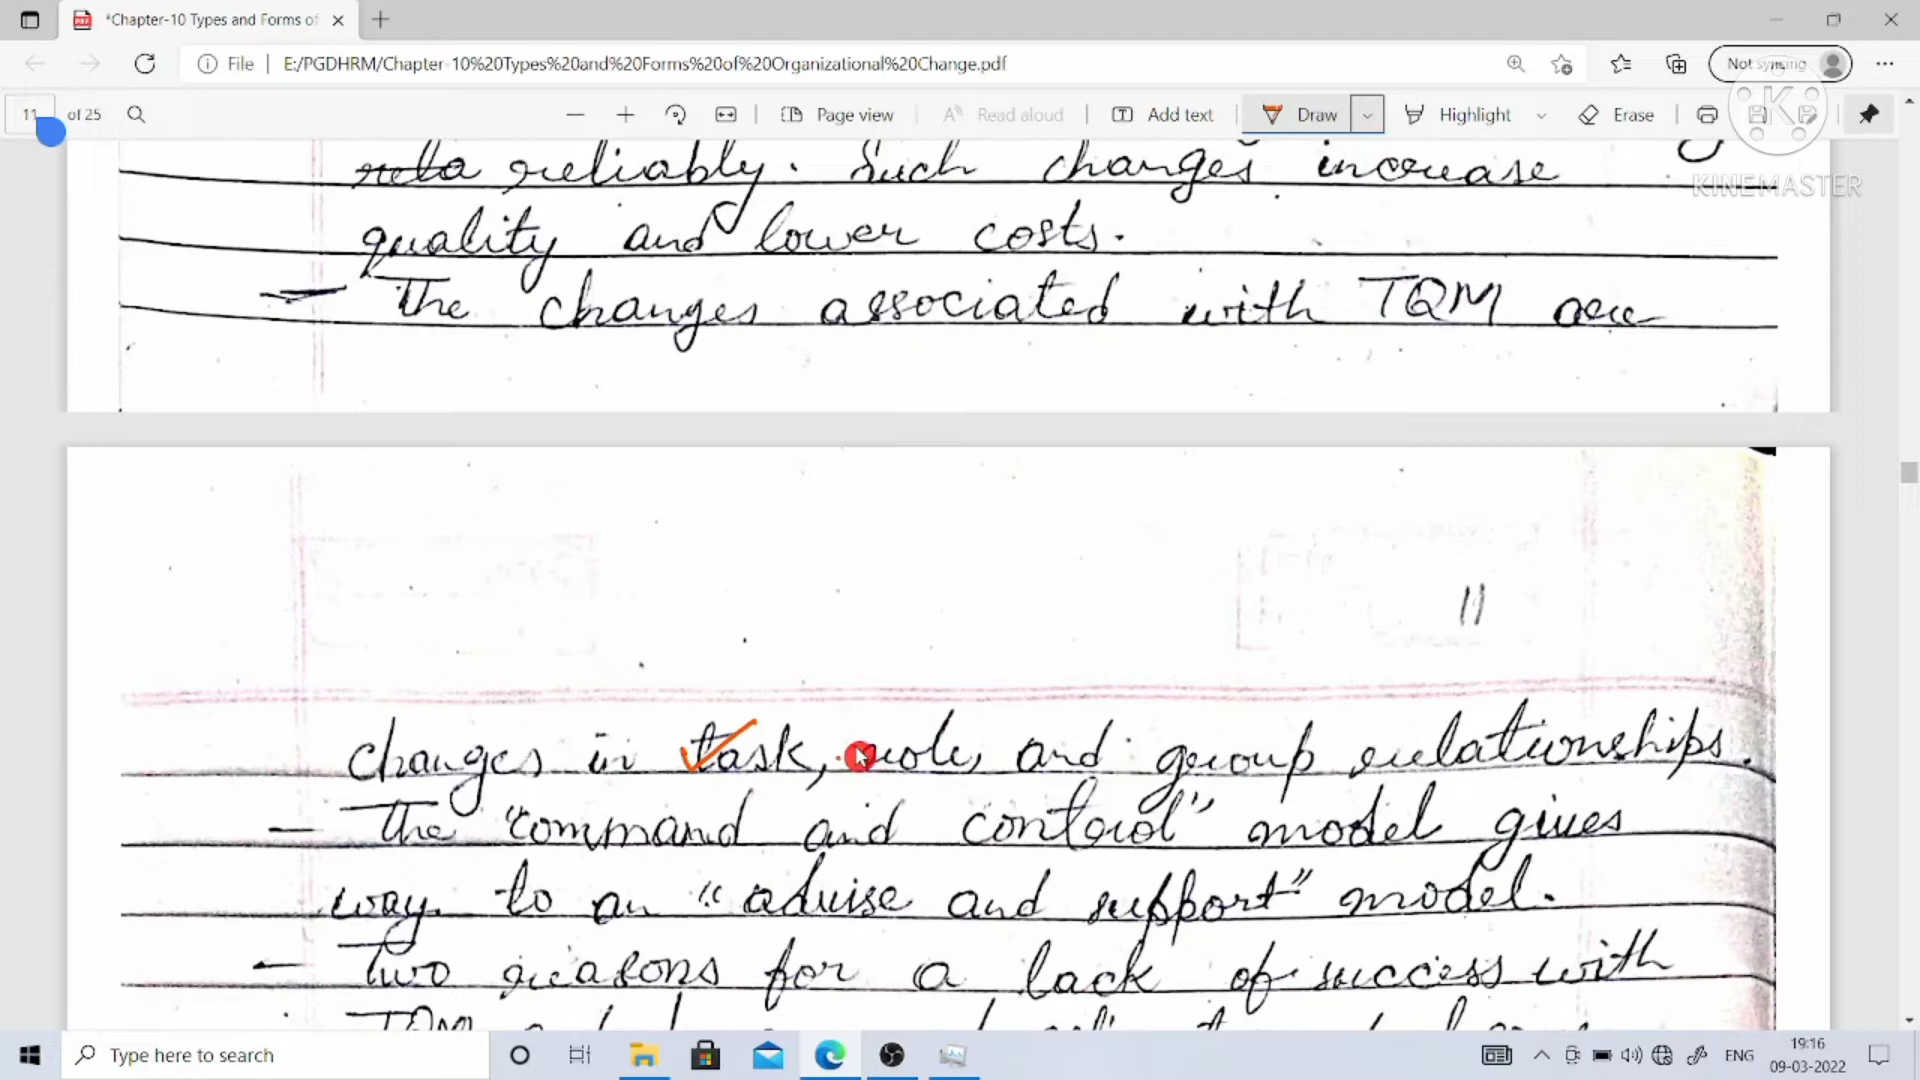 *Chapter-10 Types and Forms of
File E:/PGDHRM/Chapter-10%20Types%20and%20Forms%20of%20Organizational%20Change.pdf Not syncing
11 of 25 Page view Read aloud Add text Draw Highlight Erase
KINEMASTER
reliably. Such changes increase
quality and lower costs.
- The changes associated with TQM are
11
changes in task, role, and group relationships.
- The "command and control" model gives
way to an "advise and support" model.
- Two reasons for a lack of success with
TQM
Type here to search
ENG
19:16
09-03-2022